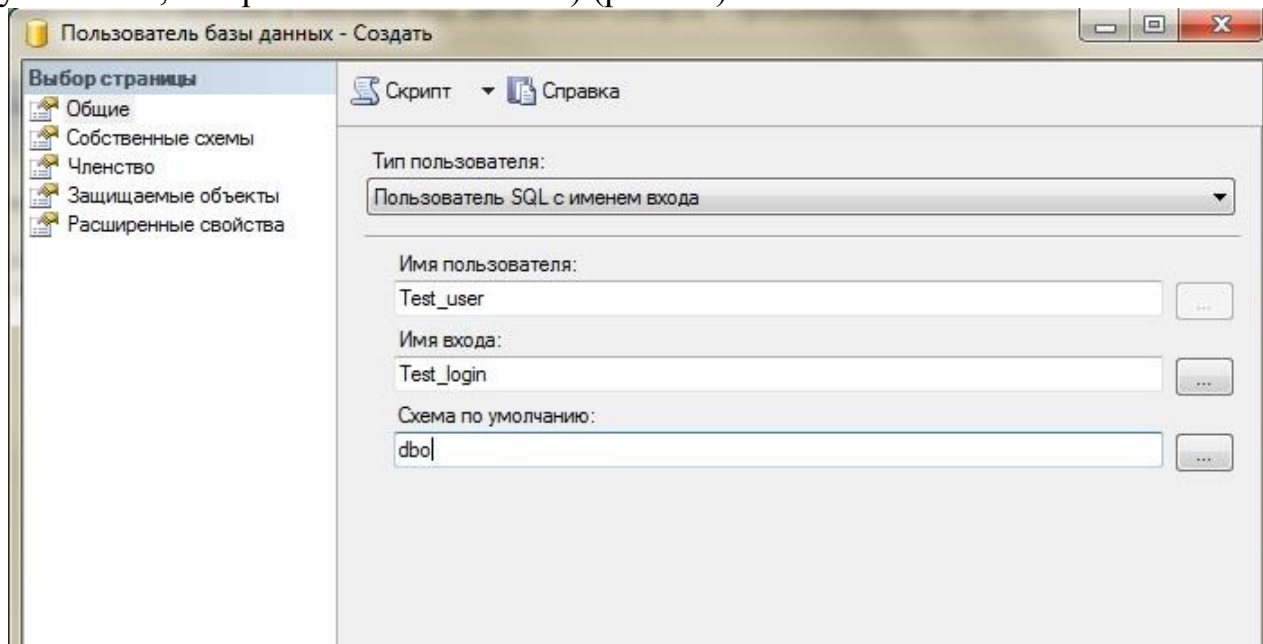 Пользователь базы данных - Создать
Выбор страницы
Общие
Собственные схемы
Членство
Защищаемые объекты
Расширенные свойства
Скрипт Справка
Тип пользователя:
Пользователь SQL с именем входа
Имя пользователя:
Test_user
...
Имя входа:
Test_login
...
Схема по умолчанию:
dbo
...